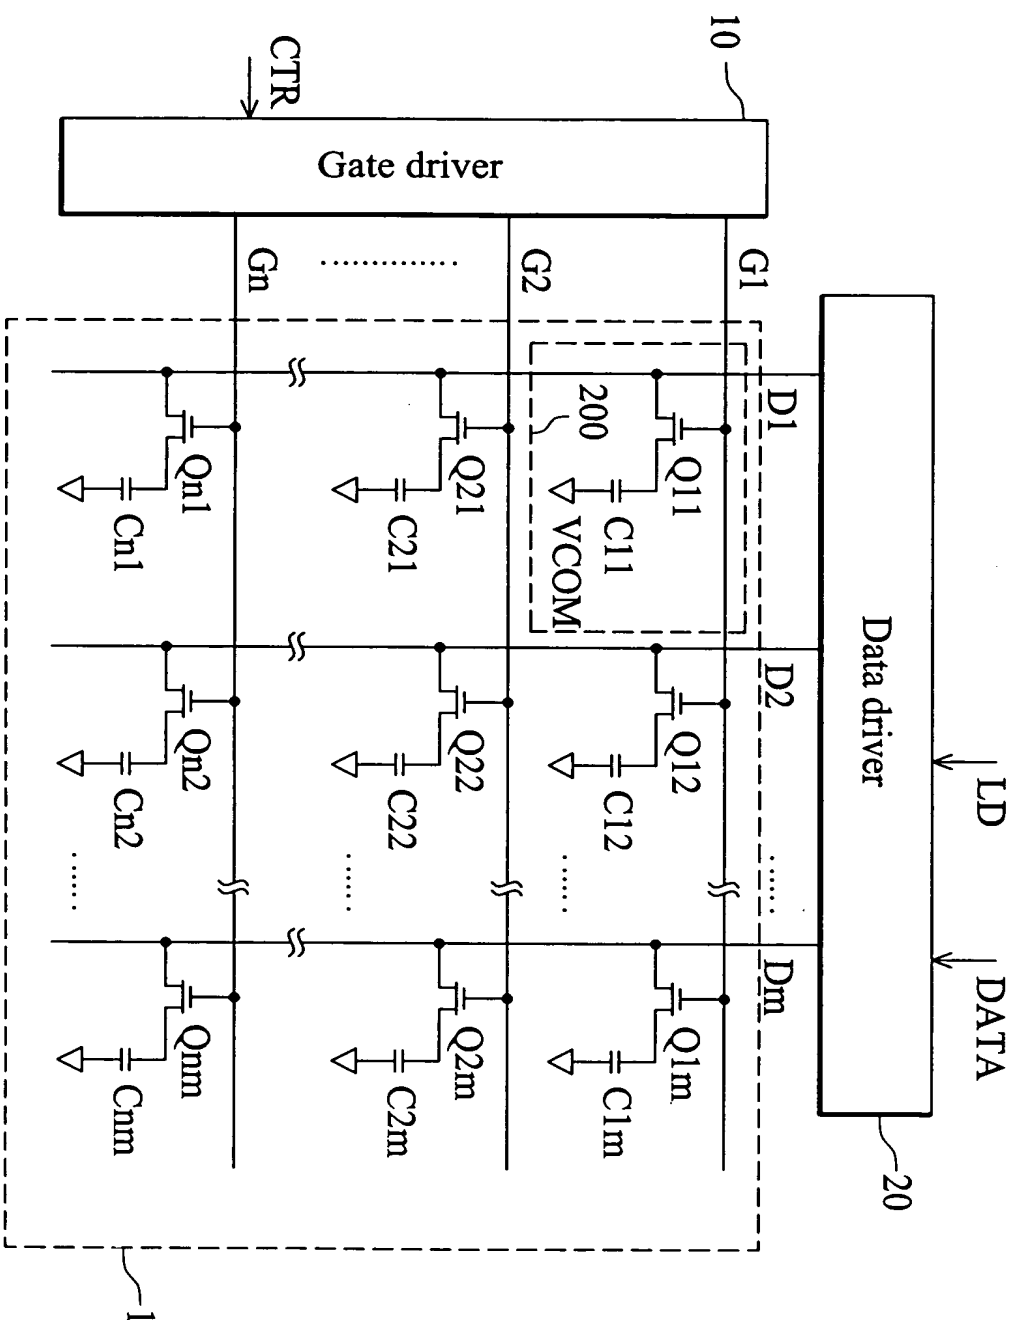 LD
DATA
Data driver
20
10
CTR
Gate driver
D1
D2
......
Dm
G1
Q11
C11
VCOM
200
Q12
C12
......
Q1m
C1m
G2
Q21
C21
Q22
C22
......
Q2m
C2m
..............
Gn
Qn1
Cn1
Qn2
Cn2
......
Qnm
Cnm
1